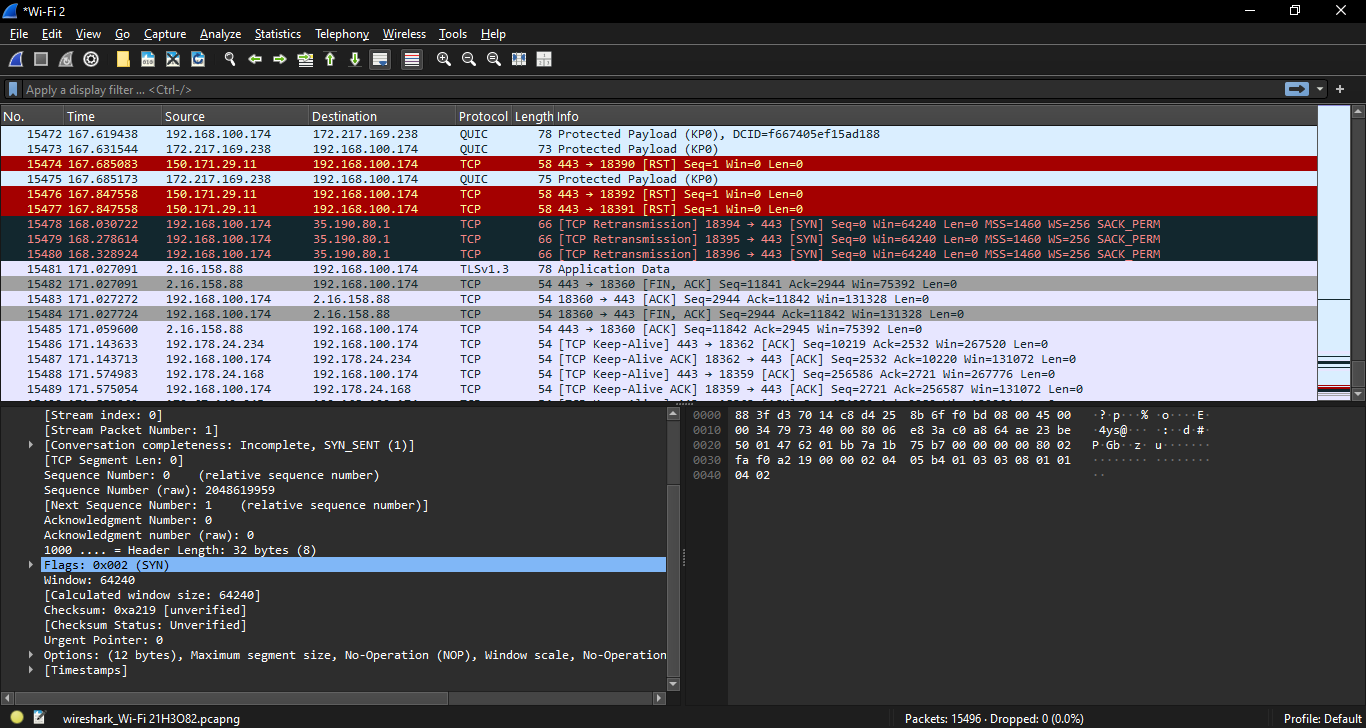 *Wi-Fi 2
File Edit View Go Capture Analyze Statistics Telephony Wireless Tools Help
Apply a display filter ... <Ctrl-/>
No. Time Source Destination Protocol Length Info
15472 167.619438 192.168.100.174 172.217.169.238 QUIC 78 Protected Payload (KP0), DCID=f667405ef15ad188
15473 167.631544 172.217.169.238 192.168.100.174 QUIC 73 Protected Payload (KP0)
15474 167.685083 150.171.29.11 192.168.100.174 TCP 58 443 → 18390 [RST] Seq=1 Win=0 Len=0
15475 167.685173 172.217.169.238 192.168.100.174 QUIC 75 Protected Payload (KP0)
15476 167.847558 150.171.29.11 192.168.100.174 TCP 58 443 → 18392 [RST] Seq=1 Win=0 Len=0
15477 167.847558 150.171.29.11 192.168.100.174 TCP 58 443 → 18391 [RST] Seq=1 Win=0 Len=0
15478 168.030722 192.168.100.174 35.190.80.1 TCP 66 [TCP Retransmission] 18394 → 443 [SYN] Seq=0 Win=64240 Len=0 MSS=1460 WS=256 SACK_PERM
15479 168.278614 192.168.100.174 35.190.80.1 TCP 66 [TCP Retransmission] 18395 → 443 [SYN] Seq=0 Win=64240 Len=0 MSS=1460 WS=256 SACK_PERM
15480 168.328924 192.168.100.174 35.190.80.1 TCP 66 [TCP Retransmission] 18396 → 443 [SYN] Seq=0 Win=64240 Len=0 MSS=1460 WS=256 SACK_PERM
15481 171.027091 2.16.158.88 192.168.100.174 TLSv1.3 78 Application Data
15482 171.027091 2.16.158.88 192.168.100.174 TCP 54 443 → 18360 [FIN, ACK] Seq=11841 Ack=2944 Win=75392 Len=0
15483 171.027272 192.168.100.174 2.16.158.88 TCP 54 18360 → 443 [ACK] Seq=2944 Ack=11842 Win=131328 Len=0
15484 171.027724 192.168.100.174 2.16.158.88 TCP 54 18360 → 443 [FIN, ACK] Seq=2944 Ack=11842 Win=131328 Len=0
15485 171.059600 2.16.158.88 192.168.100.174 TCP 54 443 → 18360 [ACK] Seq=11842 Ack=2945 Win=75392 Len=0
15486 171.143633 192.178.24.234 192.168.100.174 TCP 54 [TCP Keep-Alive] 443 → 18362 [ACK] Seq=10219 Ack=2532 Win=267520 Len=0
15487 171.143713 192.168.100.174 192.178.24.234 TCP 54 [TCP Keep-Alive ACK] 18362 → 443 [ACK] Seq=2532 Ack=10220 Win=131072 Len=0
15488 171.574983 192.178.24.168 192.168.100.174 TCP 54 [TCP Keep-Alive] 443 → 18359 [ACK] Seq=256586 Ack=2721 Win=267776 Len=0
15489 171.575054 192.168.100.174 192.178.24.168 TCP 54 [TCP Keep-Alive ACK] 18359 → 443 [ACK] Seq=2721 Ack=256587 Win=131072 Len=0
[Stream index: 0]
[Stream Packet Number: 1]
[Conversation completeness: Incomplete, SYN_SENT (1)]
[TCP Segment Len: 0]
Sequence Number: 0 (relative sequence number)
Sequence Number (raw): 2048619959
[Next Sequence Number: 1 (relative sequence number)]
Acknowledgment Number: 0
Acknowledgment number (raw): 0
1000 .... = Header Length: 32 bytes (8)
Flags: 0x002 (SYN)
Window: 64240
[Calculated window size: 64240]
Checksum: 0xa219 [unverified]
[Checksum Status: Unverified]
Urgent Pointer: 0
Options: (12 bytes), Maximum segment size, No-Operation (NOP), Window scale, No-Operation
[Timestamps]
0000 88 3f d3 70 14 c8 d4 25 8b 6f f0 bd 08 00 45 00 ·?·p···% ·o····E·
0010 00 34 79 73 40 00 80 06 e8 3a c0 a8 64 ae 23 be ·4ys@··· ·:··d·#·
0020 50 01 47 62 01 bb 7a 1b 75 b7 00 00 00 00 80 02 P·Gb··z· u·······
0030 fa f0 a2 19 00 00 02 04 05 b4 01 03 03 08 01 01 ········ ········
0040 04 02 ··
wireshark_Wi-Fi 21H3O82.pcapng
Packets: 15496 · Dropped: 0 (0.0%)
Profile: Default